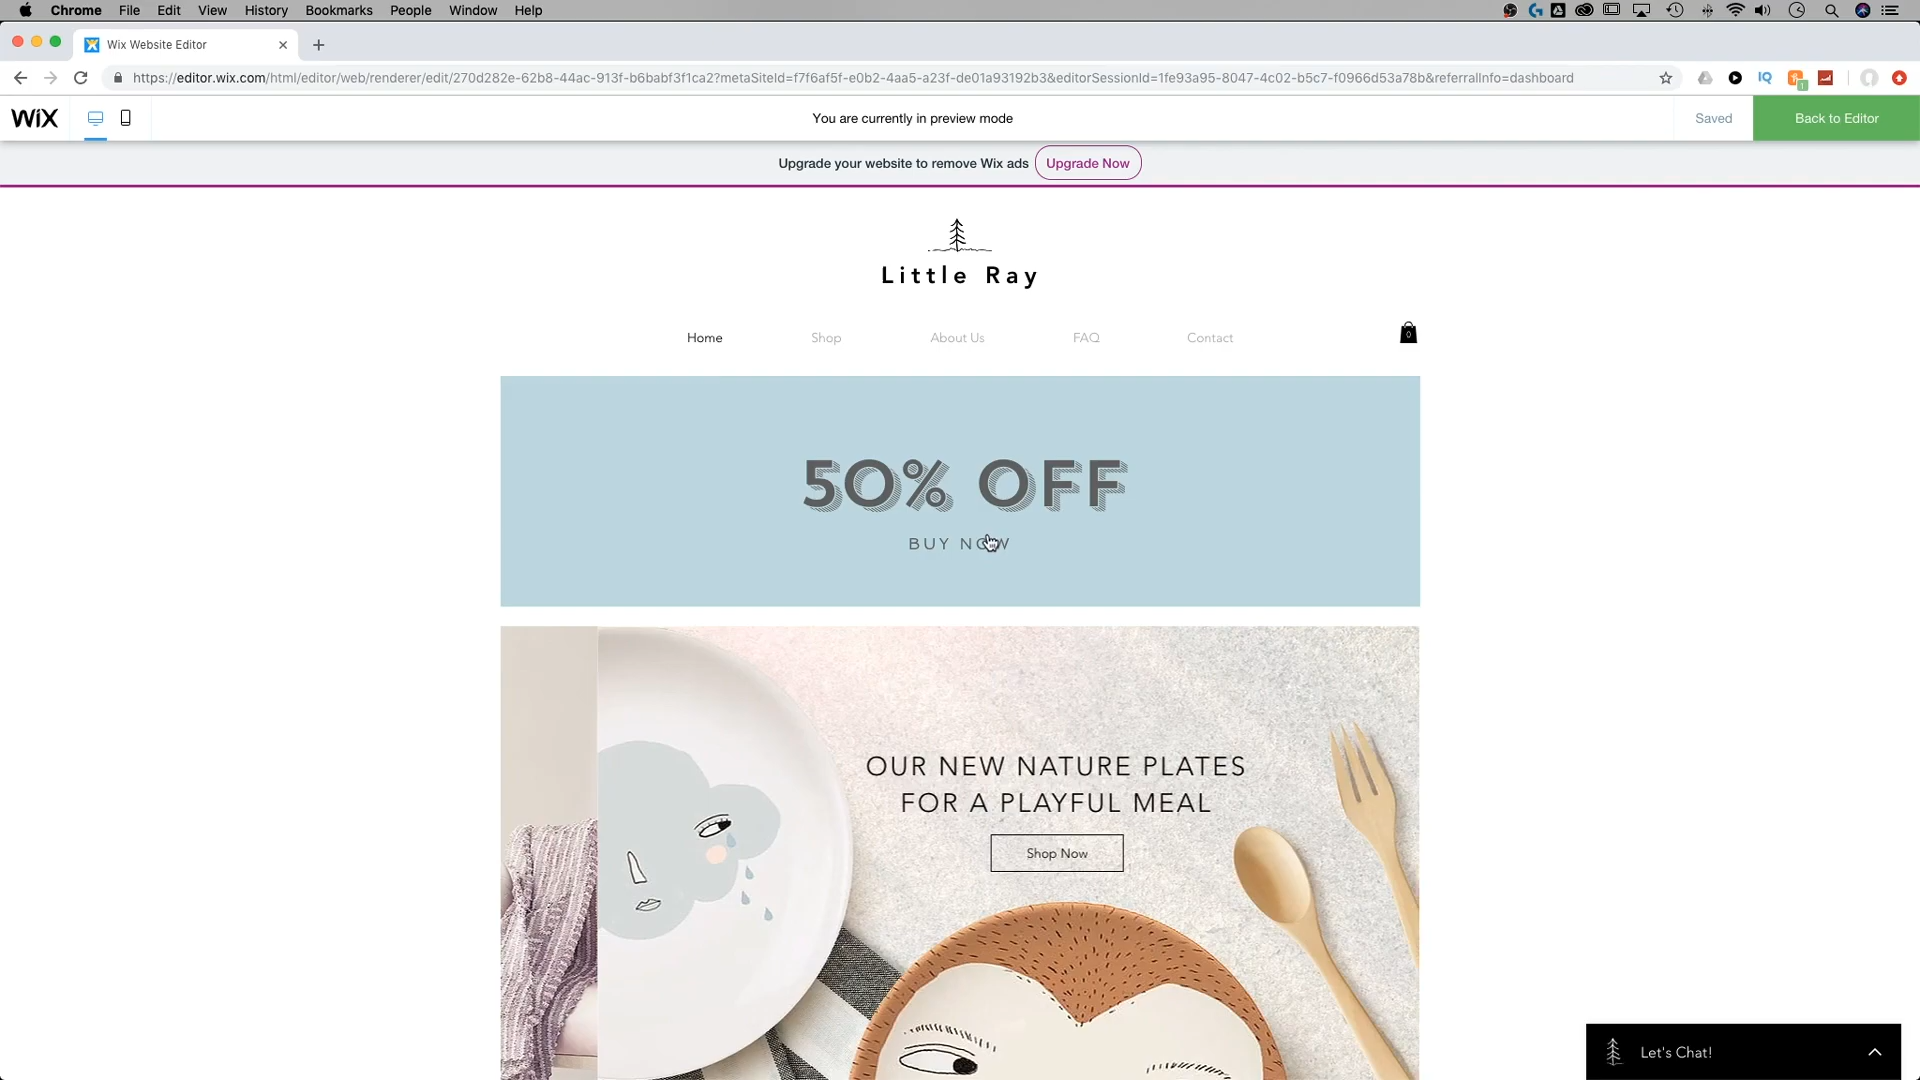 Chrome File Edit View History Bookmarks People Window Help
Wix Website Editor
https://editor.wix.com/html/editor/web/renderer/edit/270d282e-62b8-44ac-913f-b6babf3f1ca2?metaSiteId=f7f6af5f-e0b2-4aa5-a23f-de01a93192b3&editorSessionId=1fe93a95-8047-4c02-b5c7-f0966d53a78b&referralInfo=dashboard
IQ
1
WiX
You are currently in preview mode
Saved
Back to Editor
Upgrade your website to remove Wix ads
Upgrade Now
Little Ray
Home Shop About Us FAQ Contact
0
50% OFF
BUY NOW
OUR NEW NATURE PLATES
FOR A PLAYFUL MEAL
Shop Now
Let's Chat!